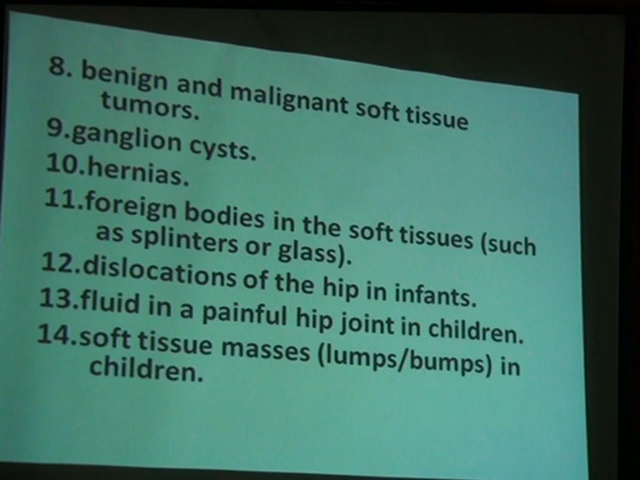 8. benign and malignant soft tissue
tumors.
9.ganglion cysts.
10.hernias.
11.foreign bodies in the soft tissues (such
as splinters or glass).
12.dislocations of the hip in infants.
13.fluid in a painful hip joint in children.
14.soft tissue masses (lumps/bumps) in
children.